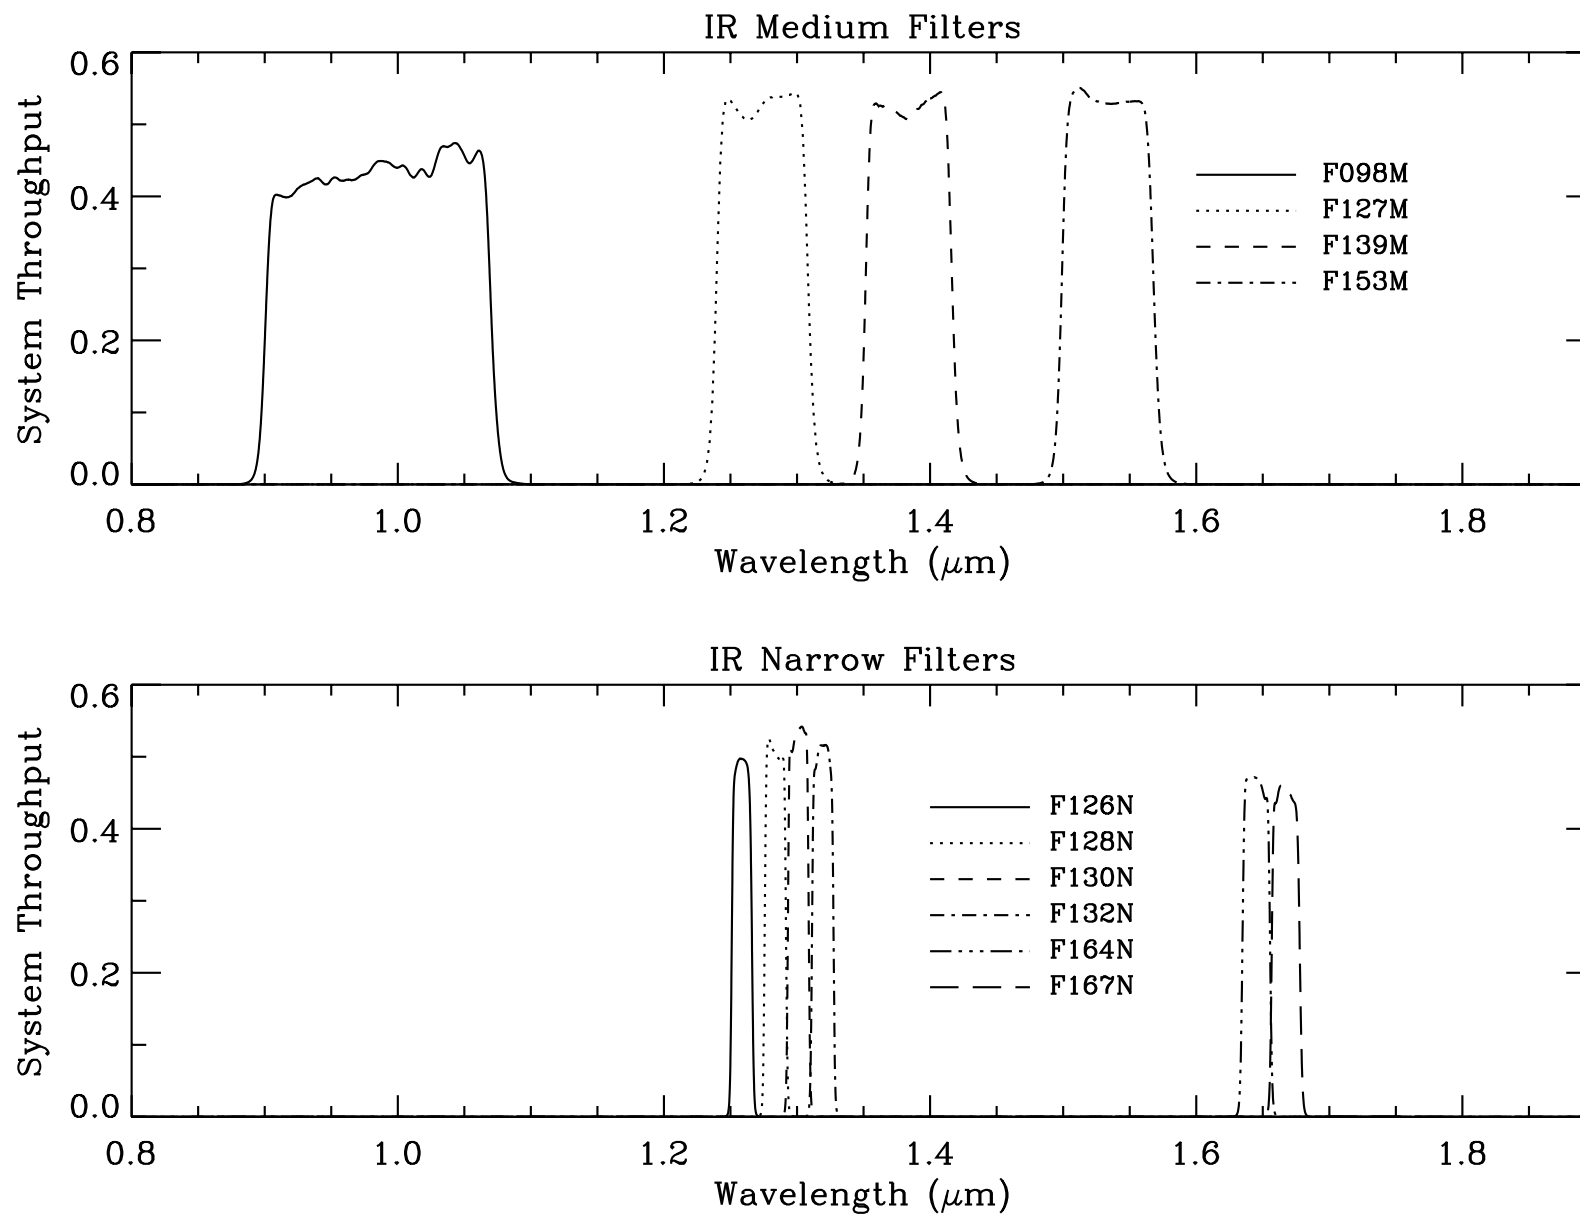 IR Medium Filters
System Throughput
0.6
0.4
0.2
0.0
F098M
F127M
F139M
F153M
0.8 1.0 1.2 1.4 1.6 1.8
Wavelength (μm)
IR Narrow Filters
System Throughput
0.6
0.4
0.2
0.0
F126N
F128N
F130N
F132N
F164N
F167N
0.8 1.0 1.2 1.4 1.6 1.8
Wavelength (μm)